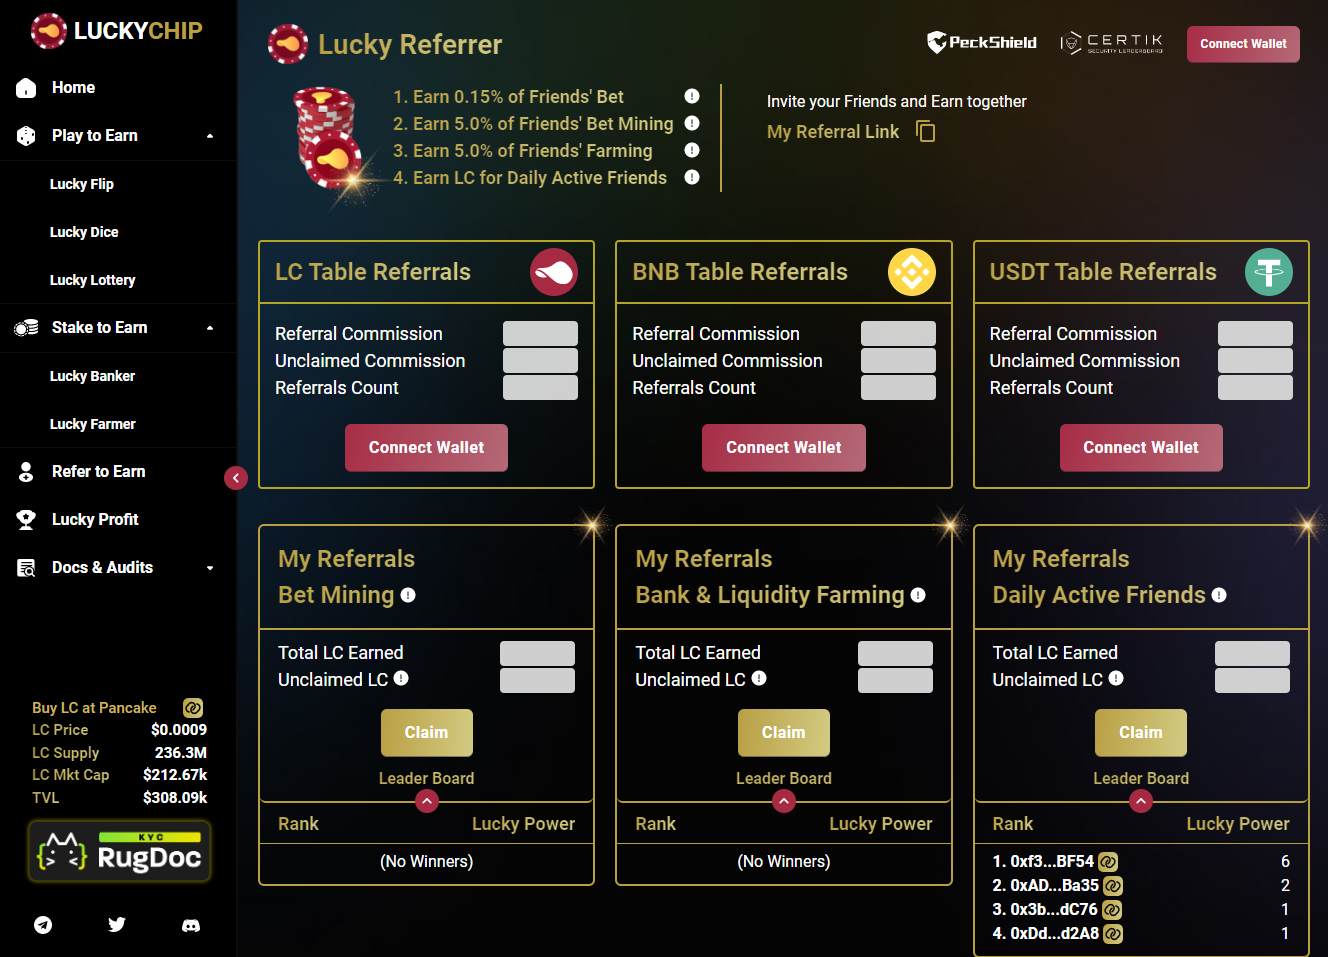 LUCKYCHIP
Home
Play to Earn
Lucky Flip
Lucky Dice
Lucky Lottery
Stake to Earn
Lucky Banker
Lucky Farmer
Refer to Earn
Lucky Profit
Docs & Audits
Buy LC at Pancake
LC Price $0.0009
LC Supply 236.3M
LC Mkt Cap $212.67k
TVL $308.09k
KYC
RugDoc
Lucky Referrer
PeckShield
CERTIK
SECURITY LEADERBOARD
Connect Wallet
1. Earn 0.15% of Friends' Bet
2. Earn 5.0% of Friends' Bet Mining
3. Earn 5.0% of Friends' Farming
4. Earn LC for Daily Active Friends
Invite your Friends and Earn together
My Referral Link
LC Table Referrals
Referral Commission
Unclaimed Commission
Referrals Count
Connect Wallet
BNB Table Referrals
Referral Commission
Unclaimed Commission
Referrals Count
Connect Wallet
USDT Table Referrals
Referral Commission
Unclaimed Commission
Referrals Count
Connect Wallet
My Referrals
Bet Mining
Total LC Earned
Unclaimed LC
Claim
Leader Board
Rank Lucky Power
(No Winners)
My Referrals
Bank & Liquidity Farming
Total LC Earned
Unclaimed LC
Claim
Leader Board
Rank Lucky Power
(No Winners)
My Referrals
Daily Active Friends
Total LC Earned
Unclaimed LC
Claim
Leader Board
Rank Lucky Power
1. 0xf3...BF54 6
2. 0xAD...Ba35 2
3. 0x3b...dC76 1
4. 0xDd...d2A8 1